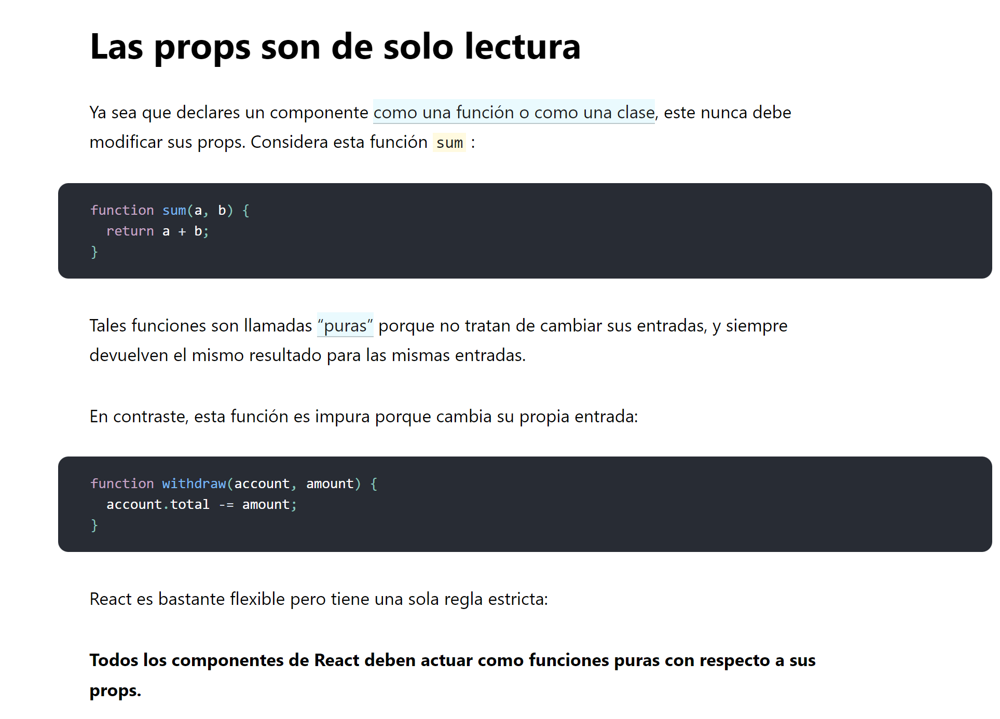 Las props son de solo lectura
Ya sea que declares un componente como una función o como una clase, este nunca debe
modificar sus props. Considera esta función sum :
function sum(a, b) {
  return a + b;
}
Tales funciones son llamadas “puras” porque no tratan de cambiar sus entradas, y siempre
devuelven el mismo resultado para las mismas entradas.
En contraste, esta función es impura porque cambia su propia entrada:
function withdraw(account, amount) {
  account.total -= amount;
}
React es bastante flexible pero tiene una sola regla estricta:
Todos los componentes de React deben actuar como funciones puras con respecto a sus
props.